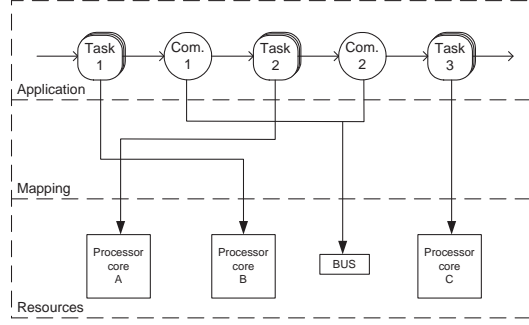 Task
1
Com.
1
Task
2
Com.
2
Task
3
Application
Mapping
Processor
core
A
Processor
core
B
BUS
Processor
core
C
Resources